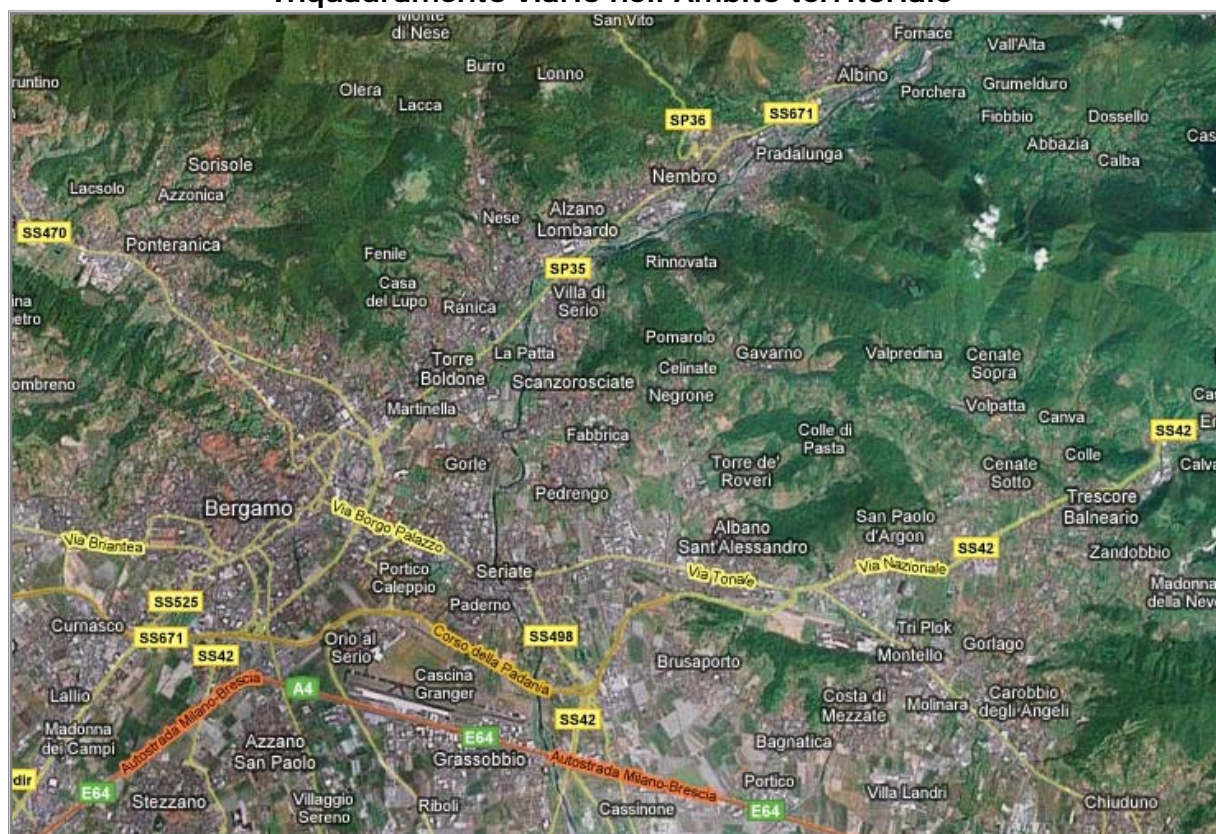 Inquadramento viario nell'Ambito territoriale
Monte
di Nese
San Vito
Fornace
Vall'Alta
Burro
Lonno
Albino
Olera
Lacca
Porchera
Grumelduro
SP36
SS671
Fiobbio
Dossello
Abbazia
Calba
Sorisole
Pradalunga
Lacsolo
Azzonica
Nembro
Nese
Alzano
Lombardo
SS470
Ponteranica
Fenile
SP35
Rinnovata
Casa
del Lupo
Ranica
Villa di
Serio
Torre
Boldone
La Patta
Pomarolo
Gavarno
Valpredina
Cenate
Sopra
Celinate
Scanzorosciate
Negrone
Martinella
Volpatta
Canva
SS42
Fabbrica
Colle di
Pasta
Gorle
Torre de'
Roveri
Cenate
Sotto
Colle
Pedrengo
Trescore
Balneario
Bergamo
Via Borgo Palazzo
Albano
Sant'Alessandro
San Paolo
d'Argon
Via Briantea
SS42
Zandobbio
Portico
Caleppio
Seriate
Via Tonale
Via Nazionale
Madonna
della Neve
SS525
Paderno
Curnasco
SS671
SS42
Orio al
Serio
Corso della Padania
SS498
Tri Plok
Montello
Gorlago
Brusaporto
Lallio
A4
Cascina
Granger
Costa di
Mezzate
Molinara
Carobbio
degli Angeli
Madonna
dei Campi
Autostrada Milano-Brescia
SS42
Azzano
San Paolo
E64
Grassobbio
Autostrada Milano-Brescia
Bagnatica
dir
E64
Stezzano
Villaggio
Sereno
Riboli
Cassinone
Portico
E64
Villa Landri
Chiuduno